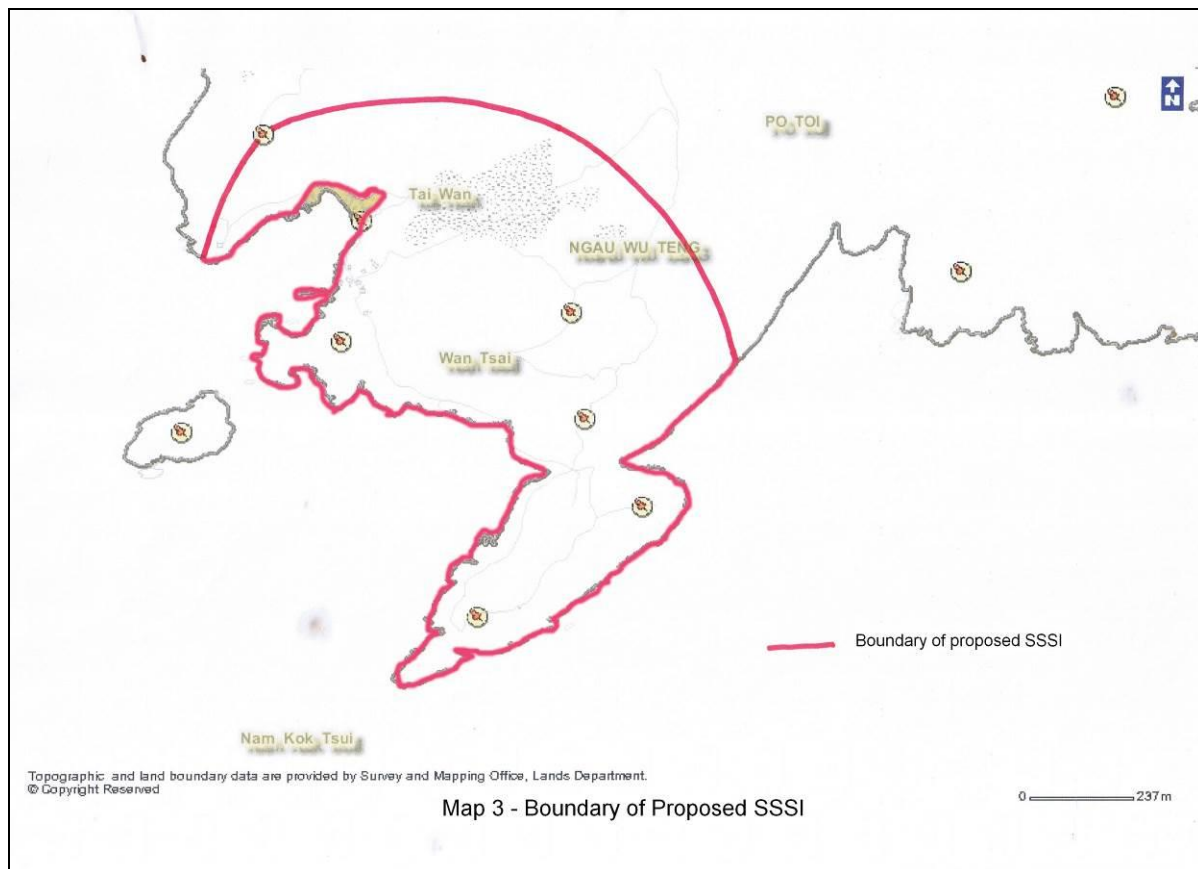 N
PO TOI
Tai Wan
NGAU WU TENG
Wan Tsai
Boundary of proposed SSSI
Nam Kok Tsui
Topographic and land boundary data are provided by Survey and Mapping Office, Lands Department.
© Copyright Reserved
0 237m
Map 3 - Boundary of Proposed SSSI